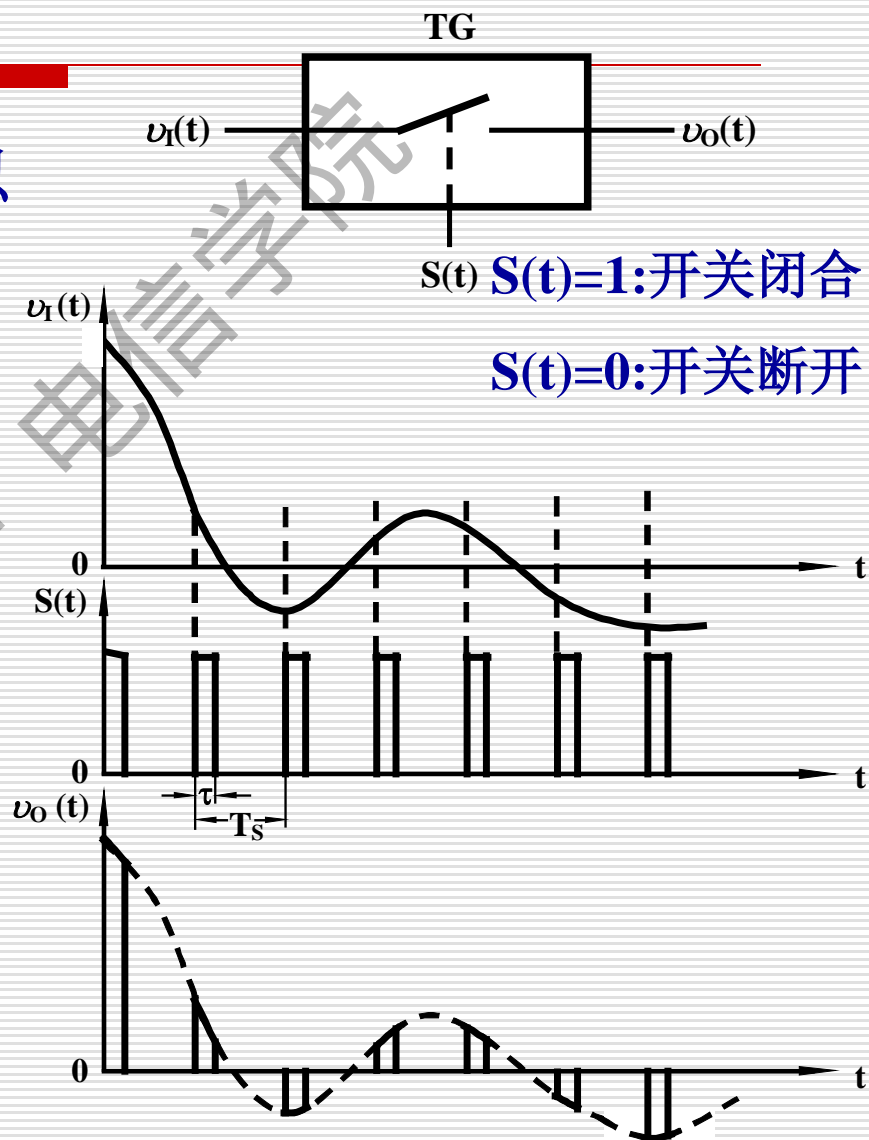 TG
υI(t)
υO(t)
S(t)
S(t)=1:开关闭合
S(t)=0:开关断开
υI (t)
0
t
S(t)
0
t
τ
TS
υO (t)
0
t
电信学院